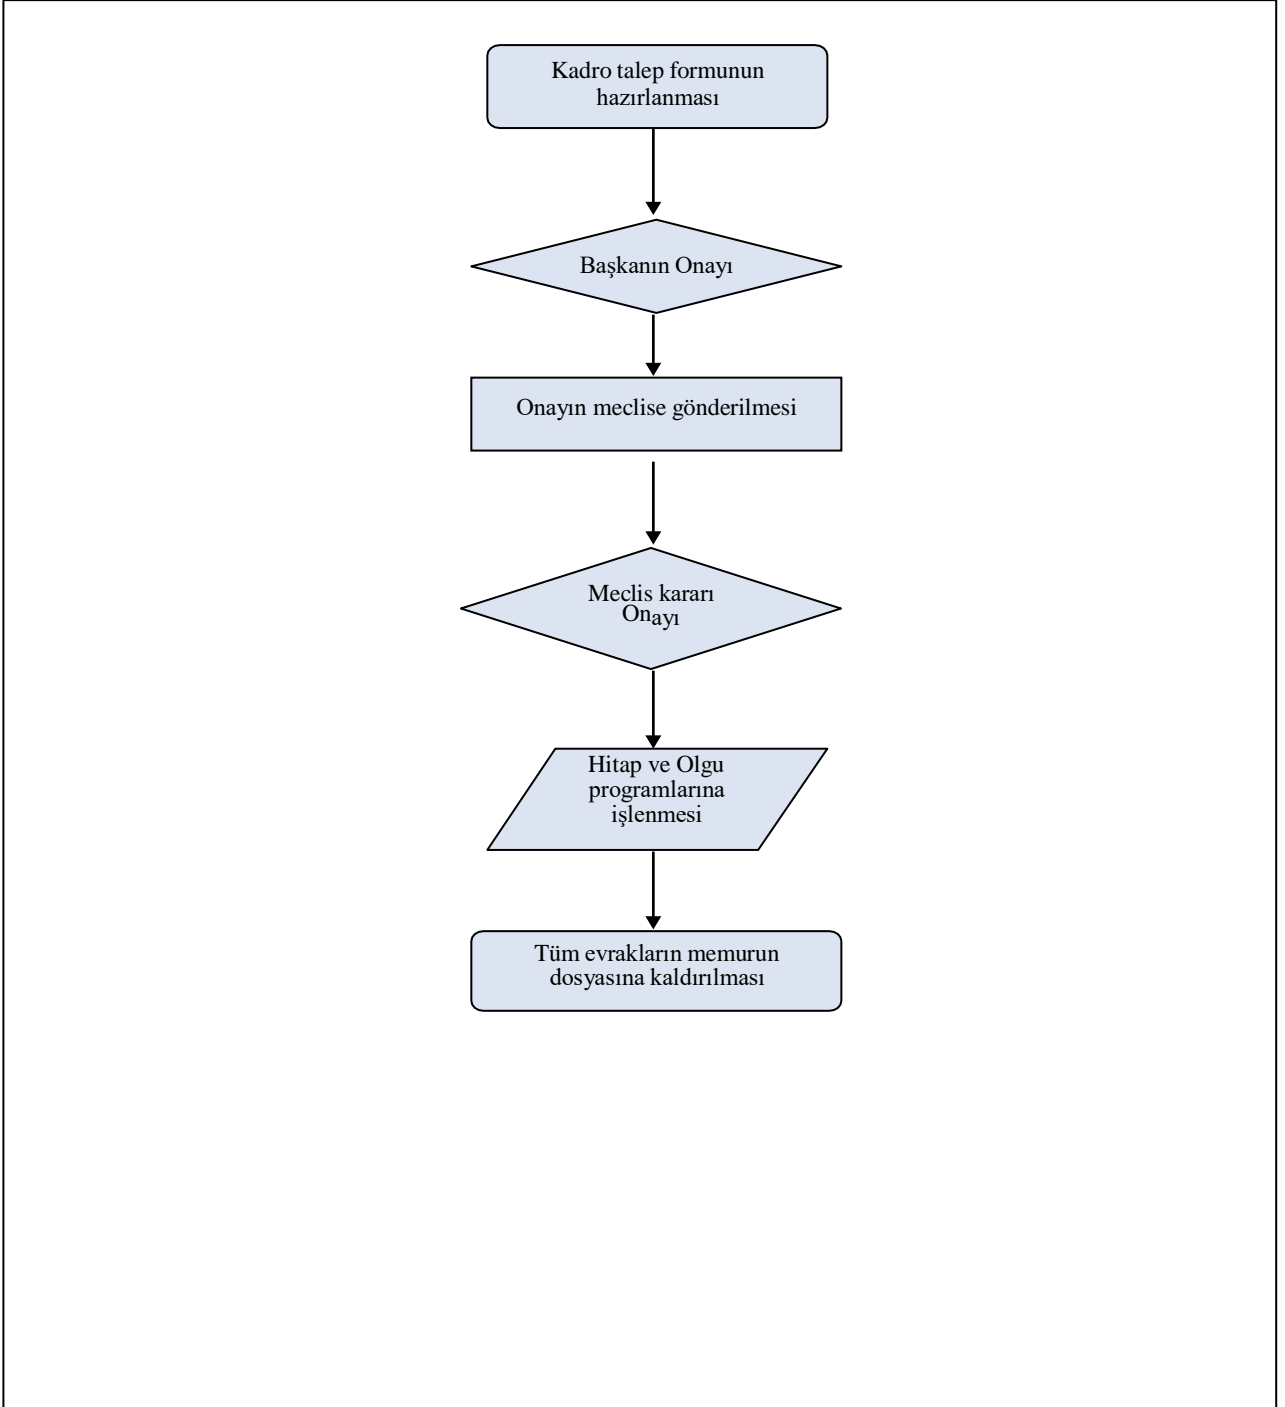 Kadro talep formunun
hazırlanması
Başkanın Onayı
Onayın meclise gönderilmesi
Meclis kararı
Onayı
Hitap ve Olgu
programlarına
işlenmesi
Tüm evrakların memurun
dosyasına kaldırılması